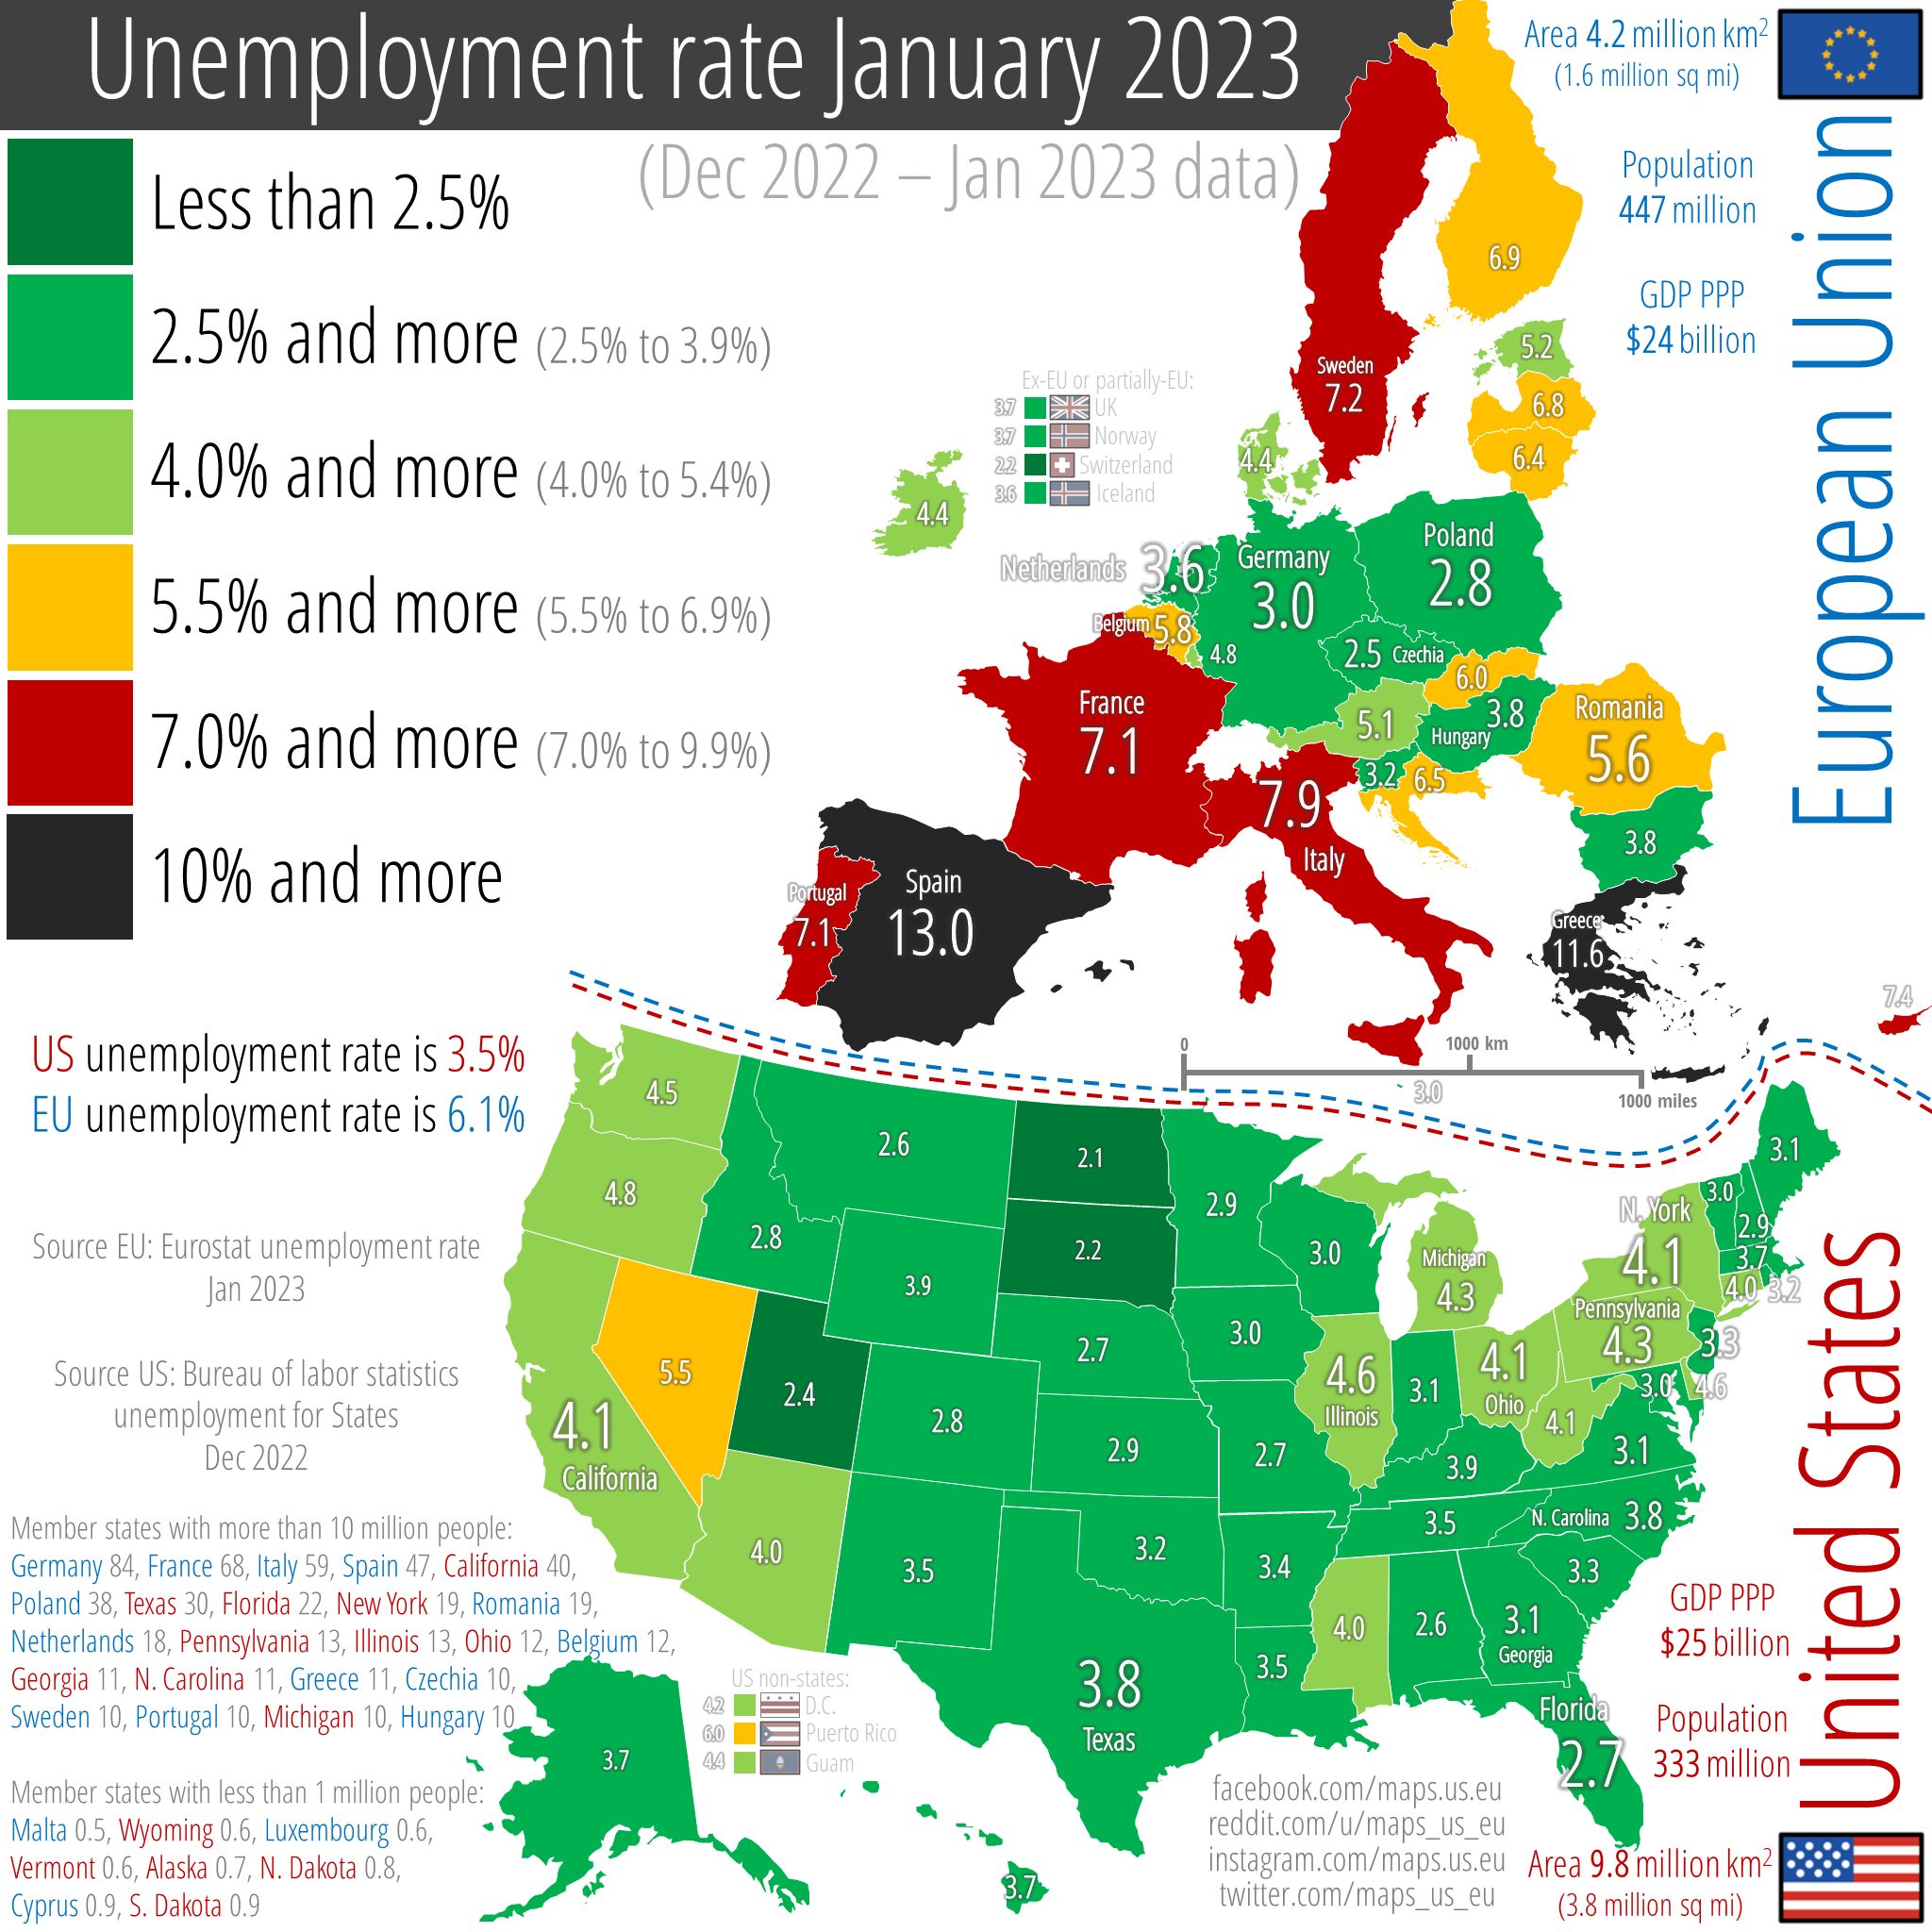 Unemployment rate January 2023
(Dec 2022 – Jan 2023 data)
Less than 2.5%
2.5% and more (2.5% to 3.9%)
4.0% and more (4.0% to 5.4%)
5.5% and more (5.5% to 6.9%)
7.0% and more (7.0% to 9.9%)
10% and more
Area 4.2 million km²
(1.6 million sq mi)
Population
447 million
GDP PPP
$24 billion
European Union
6.9
Sweden
7.2
5.2
6.8
6.4
Ex-EU or partially-EU:
3.7 UK
3.7 Norway
2.2 Switzerland
3.6 Iceland
4.4
4.4
Netherlands 3.6
Germany
3.0
Poland
2.8
Belgium 5.8
4.8
2.5 Czechia
6.0
France
7.1
5.1
3.8
Hungary
Romania
5.6
3.2
6.5
7.9
Italy
3.8
Portugal
7.1
Spain
13.0
Greece
11.6
7.4
3.0
0
1000 km
1000 miles
US unemployment rate is 3.5%
EU unemployment rate is 6.1%
Source EU: Eurostat unemployment rate
Jan 2023
Source US: Bureau of labor statistics
unemployment for States
Dec 2022
4.5
2.6
2.1
3.1
4.8
2.8
2.2
2.9
3.0
3.0
2.9
N. York
4.1
3.7
4.0
3.2
Michigan
4.3
3.9
Pennsylvania
4.3
3.3
5.5
2.4
2.7
3.0
4.6
Illinois
3.1
4.1
Ohio
3.0
4.6
4.1
California
2.8
2.9
2.7
3.9
4.1
3.1
4.0
3.5
3.2
3.4
3.5
N. Carolina 3.8
3.3
4.0
2.6
3.1
Georgia
3.5
3.8
Texas
Florida
2.7
3.7
3.7
Member states with more than 10 million people:
Germany 84, France 68, Italy 59, Spain 47, California 40,
Poland 38, Texas 30, Florida 22, New York 19, Romania 19,
Netherlands 18, Pennsylvania 13, Illinois 13, Ohio 12, Belgium 12,
Georgia 11, N. Carolina 11, Greece 11, Czechia 10,
Sweden 10, Portugal 10, Michigan 10, Hungary 10
Member states with less than 1 million people:
Malta 0.5, Wyoming 0.6, Luxembourg 0.6,
Vermont 0.6, Alaska 0.7, N. Dakota 0.8,
Cyprus 0.9, S. Dakota 0.9
US non-states:
4.2 D.C.
6.0 Puerto Rico
4.4 Guam
facebook.com/maps.us.eu
reddit.com/u/maps_us_eu
instagram.com/maps.us.eu
twitter.com/maps_us_eu
United States
GDP PPP
$25 billion
Population
333 million
Area 9.8 million km²
(3.8 million sq mi)